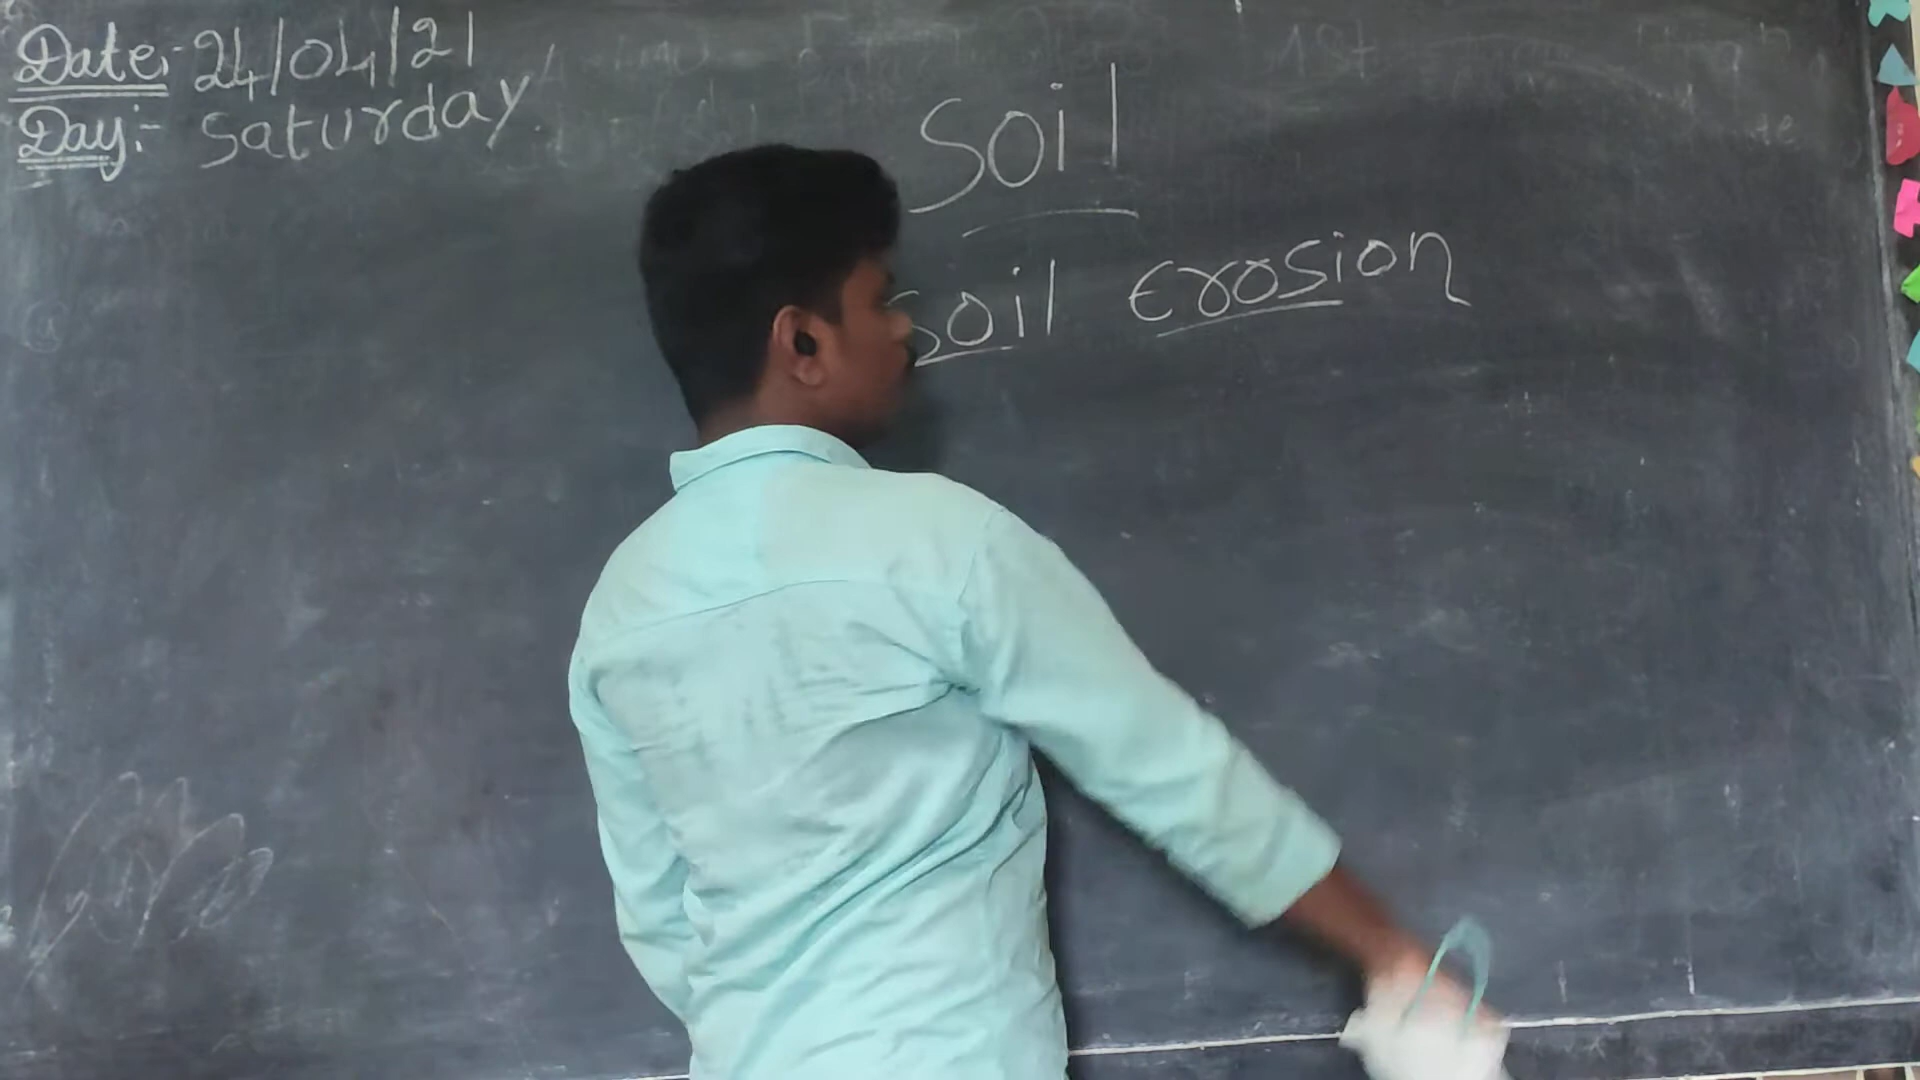 Date:- 24/04/21
Day:- Saturday
Soil
Soil erosion